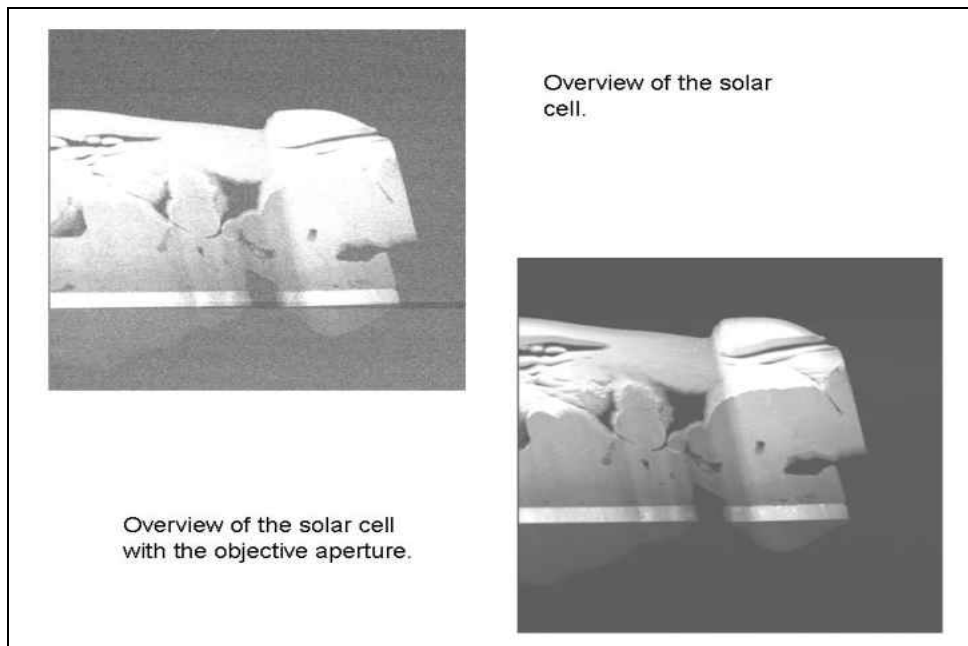 Overview of the solar
cell.
Overview of the solar cell
with the objective aperture.